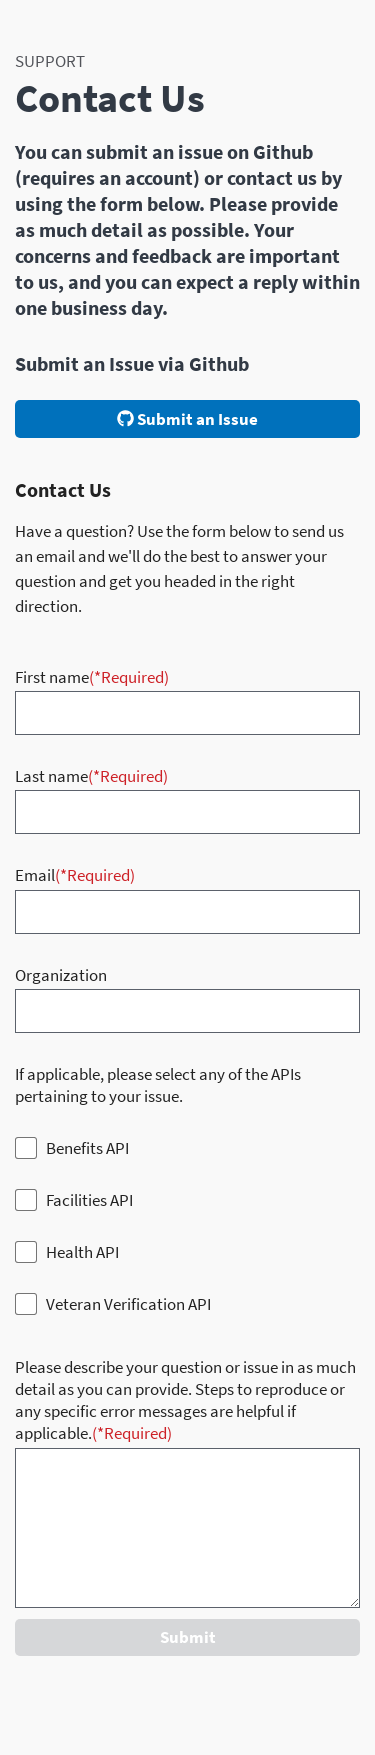 SUPPORT
Contact Us
You can submit an issue on Github
(requires an account) or contact us by
using the form below. Please provide
as much detail as possible. Your
concerns and feedback are important
to us, and you can expect a reply within
one business day.
Submit an Issue via Github
Submit an Issue
Contact Us
Have a question? Use the form below to send us
an email and we'll do the best to answer your
question and get you headed in the right
direction.
First name(*Required)
Last name(*Required)
Email(*Required)
Organization
If applicable, please select any of the APIs
pertaining to your issue.
Benefits API
Facilities API
Health API
Veteran Verification API
Please describe your question or issue in as much
detail as you can provide. Steps to reproduce or
any specific error messages are helpful if
applicable.(*Required)
Submit